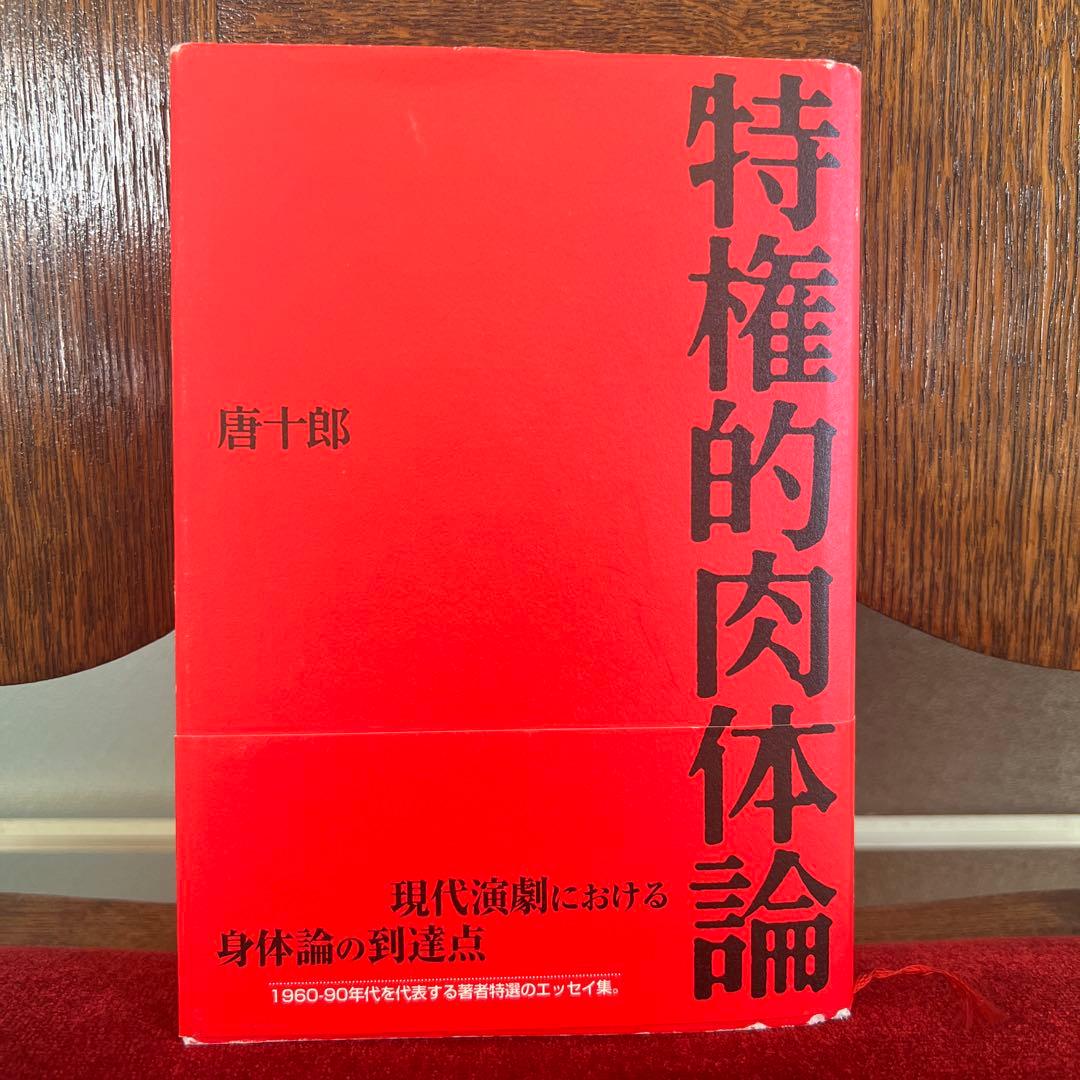 特権的肉体論
唐十郎
現代演劇における
身体論の到達点
1960-90年代を代表する著者特選のエッセイ集。